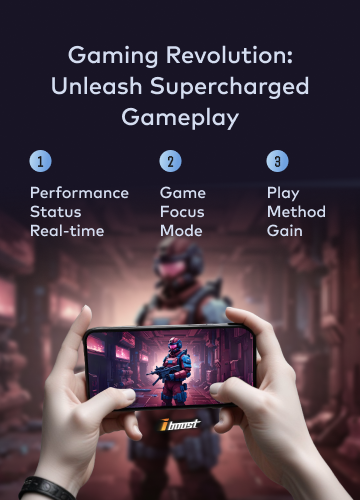 Gaming Revolution:
Unleash Supercharged
Gameplay
1
Performance
Status
Real-time
2
Game
Focus
Mode
3
Play
Method
Gain
iboost